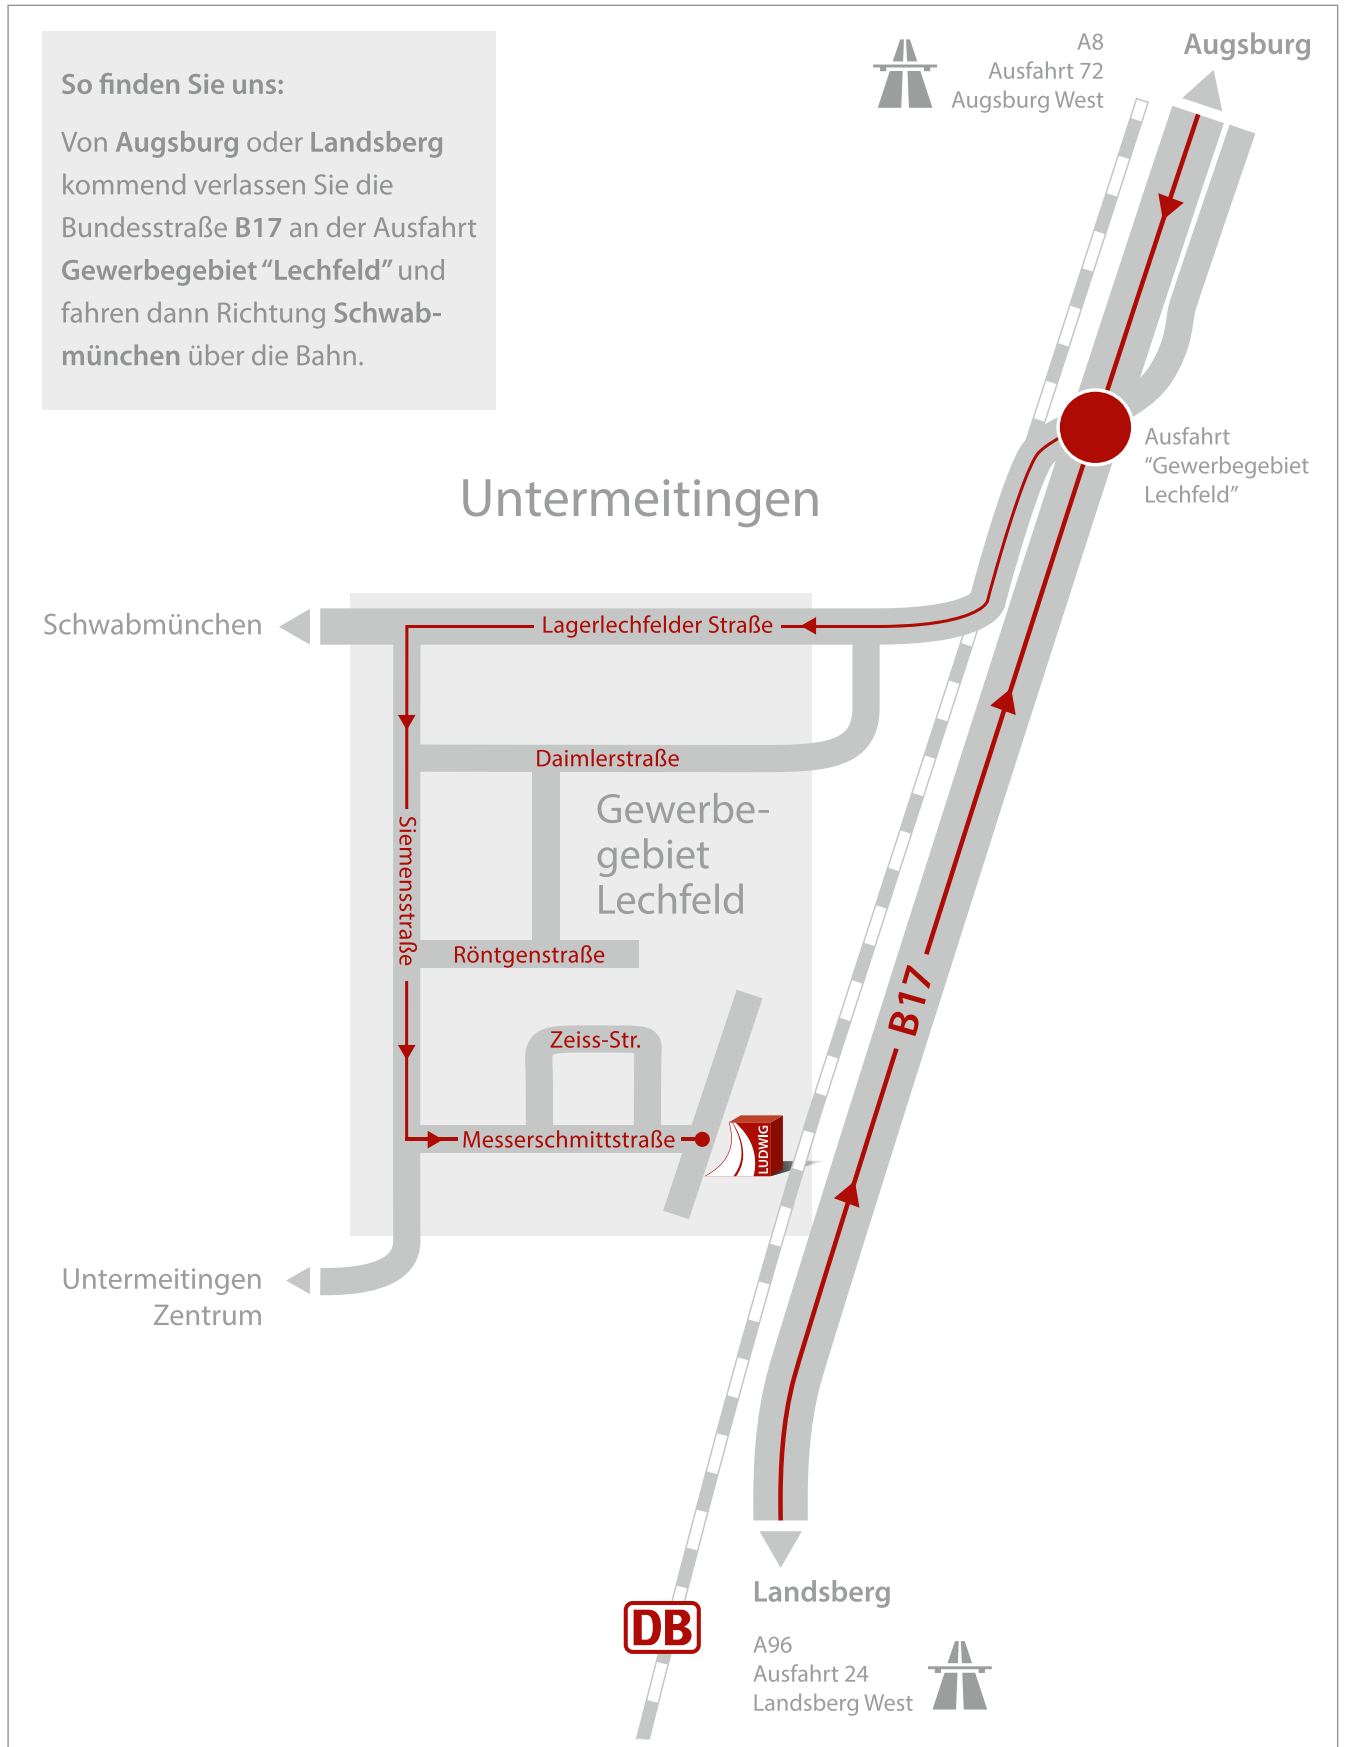 So finden Sie uns:
Von Augsburg oder Landsberg
kommend verlassen Sie die
Bundesstraße B17 an der Ausfahrt
Gewerbegebiet “Lechfeld” und
fahren dann Richtung Schwab-
münchen über die Bahn.
A8
Ausfahrt 72
Augsburg West
Augsburg
Ausfahrt
“Gewerbegebiet
Lechfeld”
Untermeitingen
Schwabmünchen
Lagerlechfelder Straße
Daimlerstraße
Gewerbe-
gebiet
Lechfeld
Siemensstraße
Röntgenstraße
B17
Zeiss-Str.
Messerschmittstraße
LUDWIG
Untermeitingen
Zentrum
Landsberg
DB
A96
Ausfahrt 24
Landsberg West